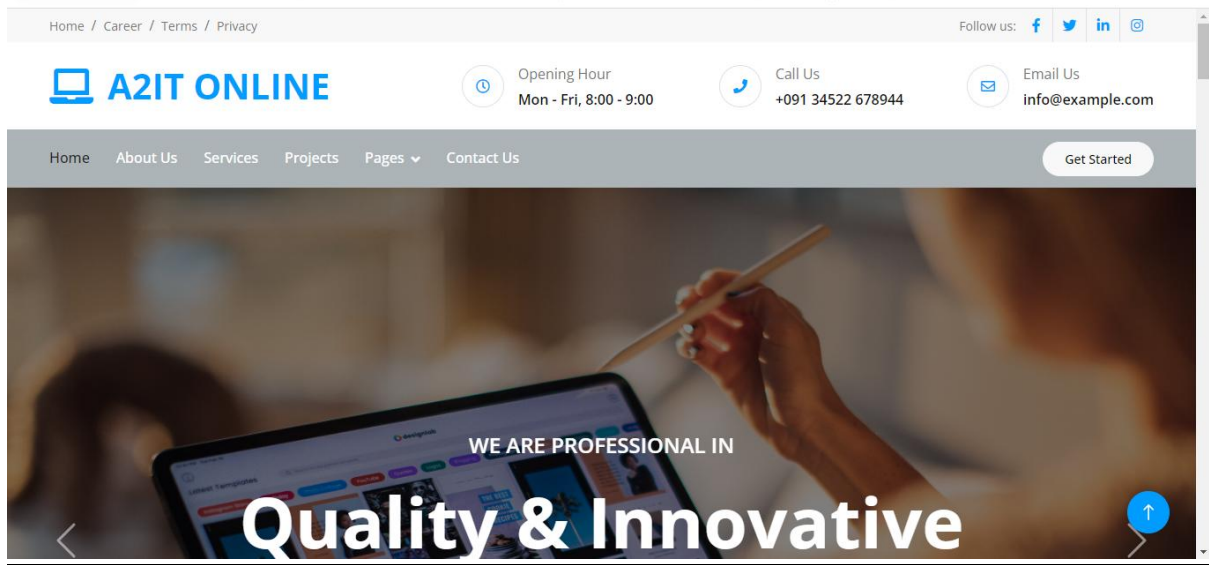 Home / Career / Terms / Privacy
Follow us:
A2IT ONLINE
Opening Hour
Mon - Fri, 8:00 - 9:00
Call Us
+091 34522 678944
Email Us
info@example.com
Home About Us Services Projects Pages Contact Us
Get Started
WE ARE PROFESSIONAL IN
Quality & Innovative